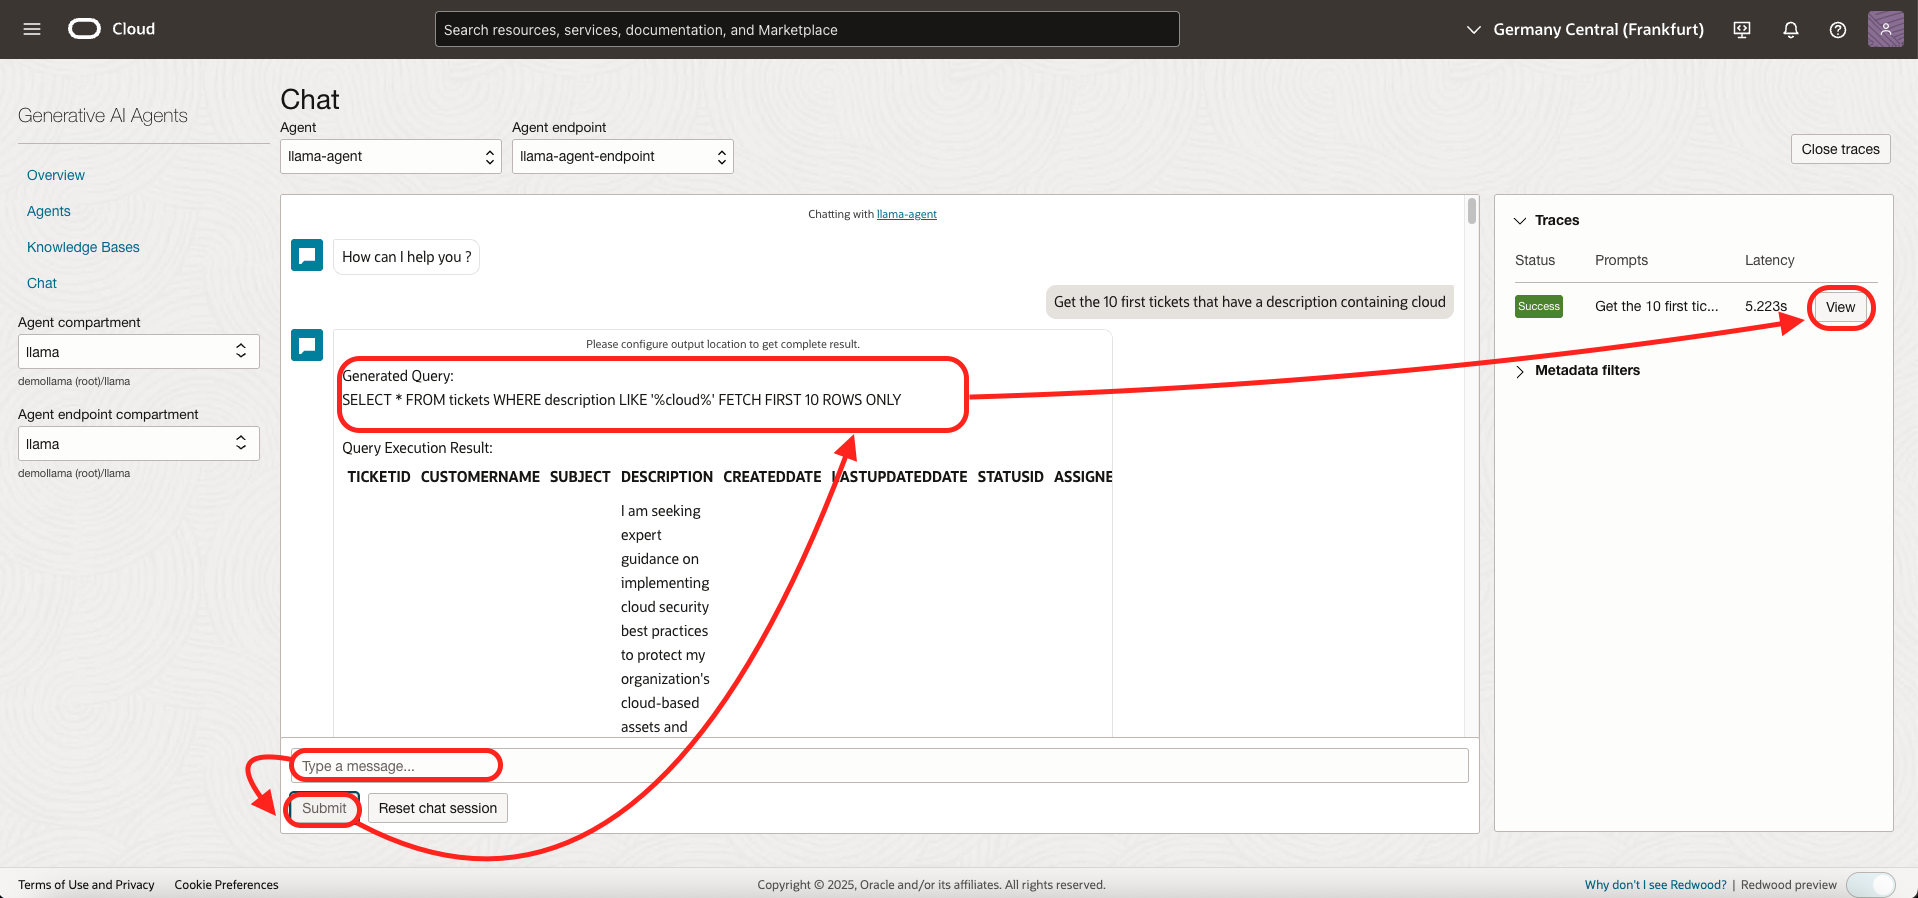 Cloud
Search resources, services, documentation, and Marketplace
Germany Central (Frankfurt)
Generative AI Agents
Overview
Agents
Knowledge Bases
Chat
Agent compartment
llama
demollama (root)/llama
Agent endpoint compartment
llama
demollama (root)/llama
Chat
Agent
Agent endpoint
llama-agent
llama-agent-endpoint
Close traces
Chatting with llama-agent
How can I help you ?
Get the 10 first tickets that have a description containing cloud
Please configure output location to get complete result.
Generated Query:
SELECT * FROM tickets WHERE description LIKE '%cloud%' FETCH FIRST 10 ROWS ONLY
Query Execution Result:
TICKETID CUSTOMERNAME SUBJECT DESCRIPTION CREATEDDATE LASTUPDATEDDATE STATUSID ASSIGNE
I am seeking
expert
guidance on
implementing
cloud security
best practices
to protect my
organization's
cloud-based
assets and
Type a message...
Submit
Reset chat session
Traces
Status Prompts Latency
Success Get the 10 first tic... 5.223s View
Metadata filters
Terms of Use and Privacy Cookie Preferences
Copyright © 2025, Oracle and/or its affiliates. All rights reserved.
Why don't I see Redwood? | Redwood preview